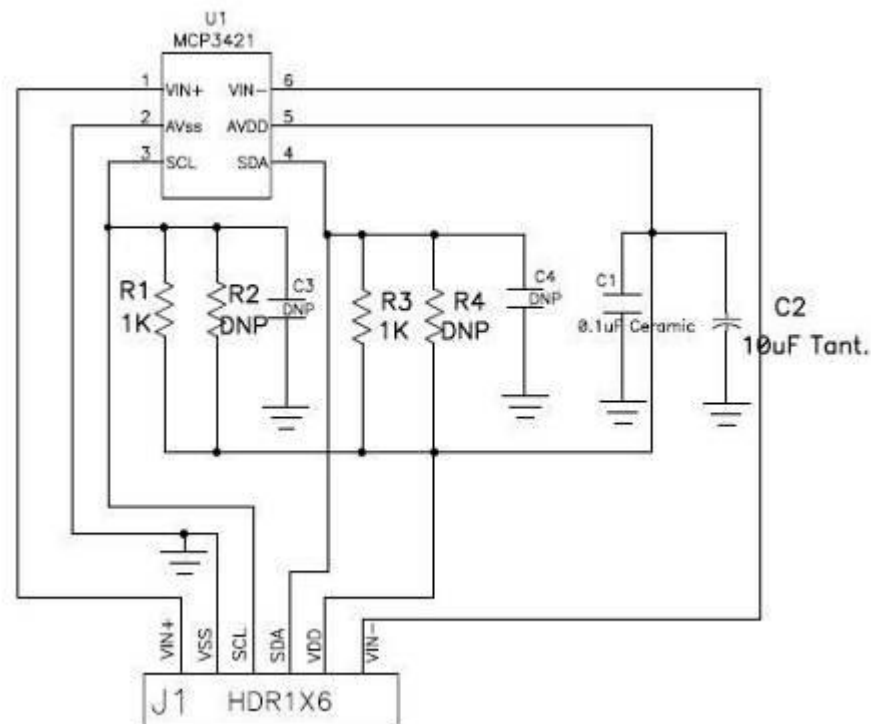 U1
MCP3421
1 VIN+ VIN- 6
2 AVss AVDD 5
3 SCL SDA 4
R1
1K
R2
DNP
C3
DNP
R3
1K
R4
DNP
C4
DNP
C1
0.1uF Ceramic
C2
10uF Tant.
VIN+
VSS
SCL
SDA
VDD
VIN-
J1 HDR1X6